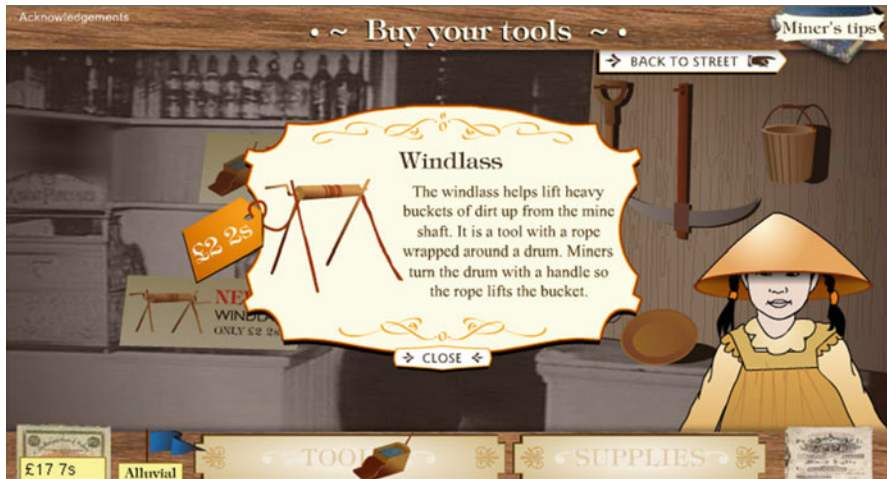 Acknowledgements
• ~ Buy your tools ~ •
Miner's tips
BACK TO STREET
Windlass
The windlass helps lift heavy
buckets of dirt up from the mine
shaft. It is a tool with a rope
wrapped around a drum. Miners
turn the drum with a handle so
the rope lifts the bucket.
£2 2s
ONLY £2 2s
CLOSE
SUPPLIES
£17 7s
Alluvial